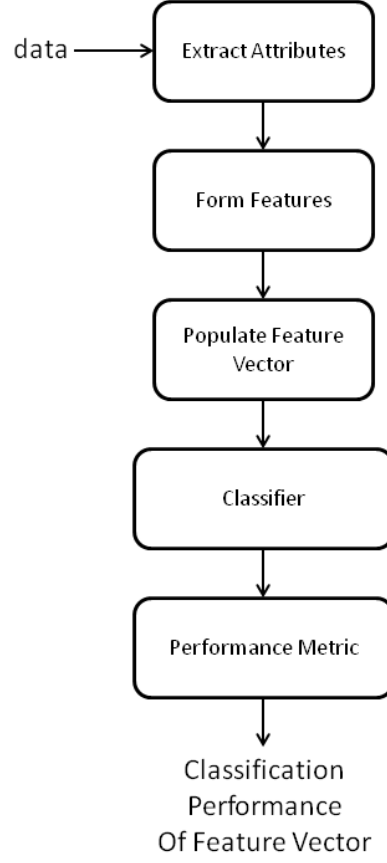 data
Extract Attributes
Form Features
Populate Feature
Vector
Classifier
Performance Metric
Classification
Performance
Of Feature Vector